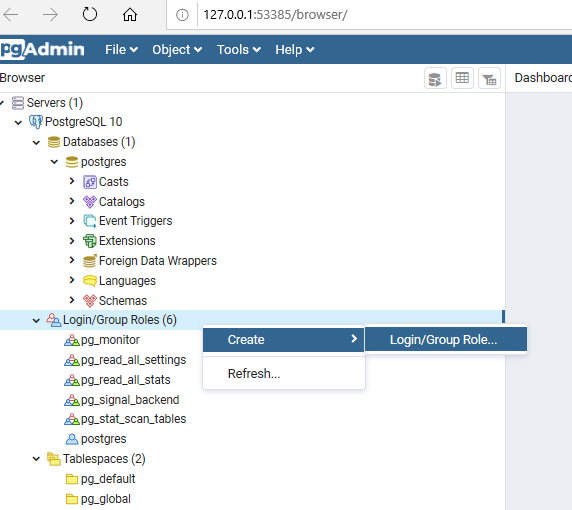 127.0.0.1:53385/browser/
pgAdmin File Object Tools Help
Browser Dashboard
Servers (1)
PostgreSQL 10
Databases (1)
postgres
Casts
Catalogs
Event Triggers
Extensions
Foreign Data Wrappers
Languages
Schemas
Login/Group Roles (6)
pg_monitor Create Login/Group Role...
pg_read_all_settings
pg_read_all_stats Refresh...
pg_signal_backend
pg_stat_scan_tables
postgres
Tablespaces (2)
pg_default
pg_global